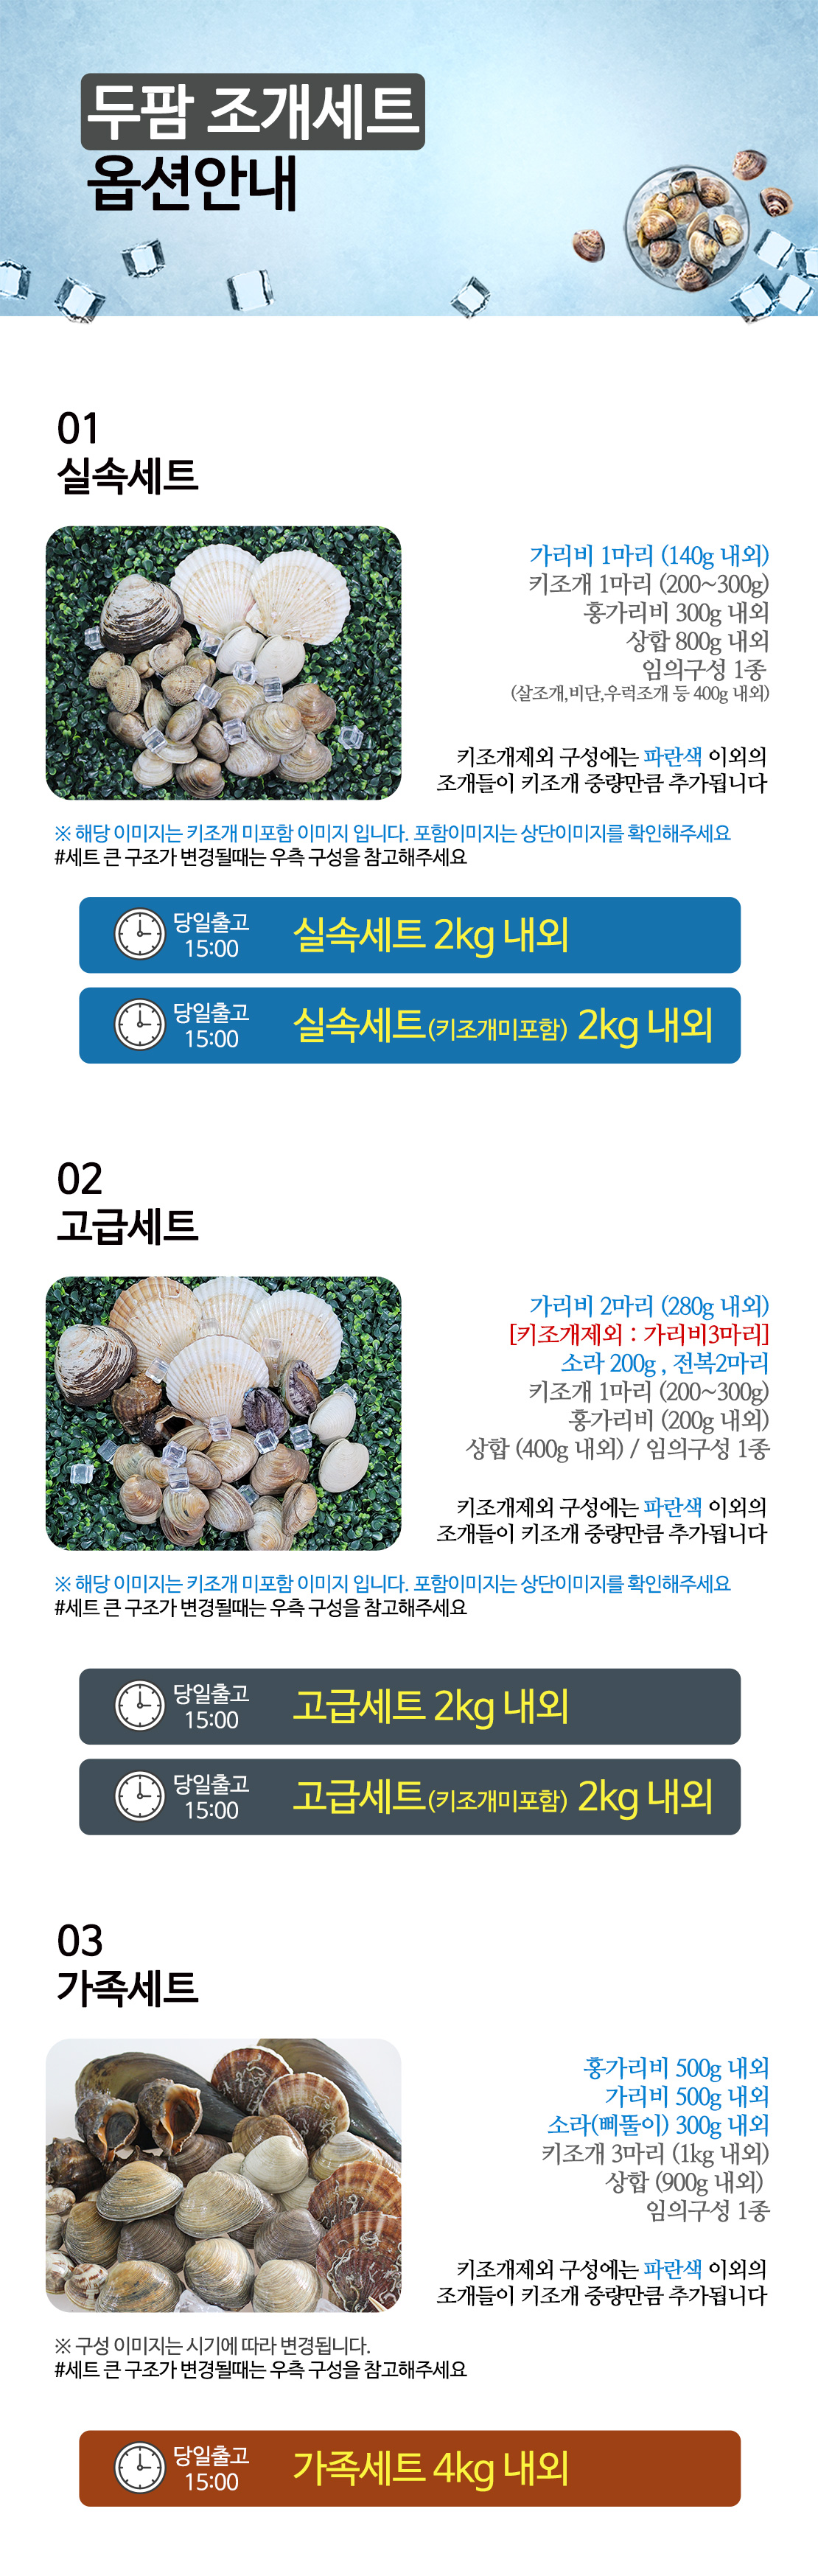 두팜 조개세트
옵션안내
01
실속세트
가리비 1마리 (140g 내외)
키조개 1마리 (200~300g)
홍가리비 300g 내외
상합 800g 내외
임의구성 1종
(살조개,비단,우럭조개 등 400g 내외)
키조개제외 구성에는 파란색 이외의
조개들이 키조개 중량만큼 추가됩니다
※ 해당 이미지는 키조개 미포함 이미지 입니다. 포함이미지는 상단이미지를 확인해주세요
#세트 큰 구조가 변경될때는 우측 구성을 참고해주세요
당일출고
15:00
실속세트 2kg 내외
당일출고
15:00
실속세트(키조개미포함) 2kg 내외
02
고급세트
가리비 2마리 (280g 내외)
[키조개제외 : 가리비3마리]
소라 200g , 전복2마리
키조개 1마리 (200~300g)
홍가리비 (200g 내외)
상합 (400g 내외) / 임의구성 1종
키조개제외 구성에는 파란색 이외의
조개들이 키조개 중량만큼 추가됩니다
※ 해당 이미지는 키조개 미포함 이미지 입니다. 포함이미지는 상단이미지를 확인해주세요
#세트 큰 구조가 변경될때는 우측 구성을 참고해주세요
당일출고
15:00
고급세트 2kg 내외
당일출고
15:00
고급세트(키조개미포함) 2kg 내외
03
가족세트
홍가리비 500g 내외
가리비 500g 내외
소라(삐뚤이) 300g 내외
키조개 3마리 (1kg 내외)
상합 (900g 내외)
임의구성 1종
키조개제외 구성에는 파란색 이외의
조개들이 키조개 중량만큼 추가됩니다
※ 구성 이미지는 시기에 따라 변경됩니다.
#세트 큰 구조가 변경될때는 우측 구성을 참고해주세요
당일출고
15:00
가족세트 4kg 내외